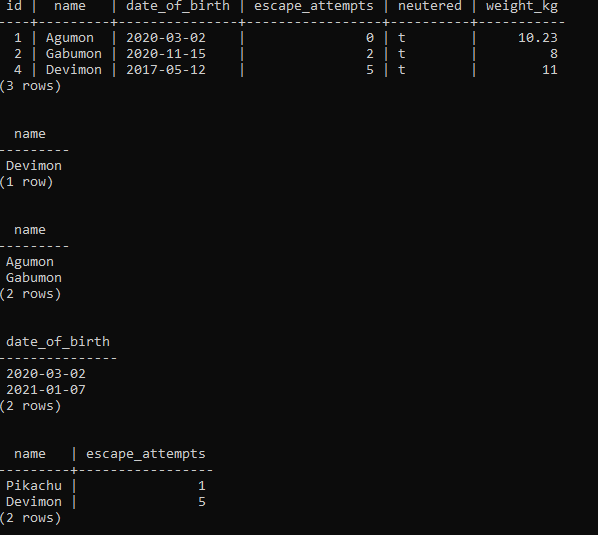 id |  name   | date_of_birth | escape_attempts | neutered | weight_kg
----+---------+---------------+-----------------+----------+-----------
  1 | Agumon  | 2020-03-02    |               0 | t        |     10.23
  2 | Gabumon | 2020-11-15    |               2 | t        |         8
  4 | Devimon | 2017-05-12    |               5 | t        |        11
(3 rows)
  name
---------
 Devimon
(1 row)
  name
---------
 Agumon
 Gabumon
(2 rows)
 date_of_birth
---------------
 2020-03-02
 2021-01-07
(2 rows)
  name   | escape_attempts
---------+-----------------
 Pikachu |               1
 Devimon |               5
(2 rows)